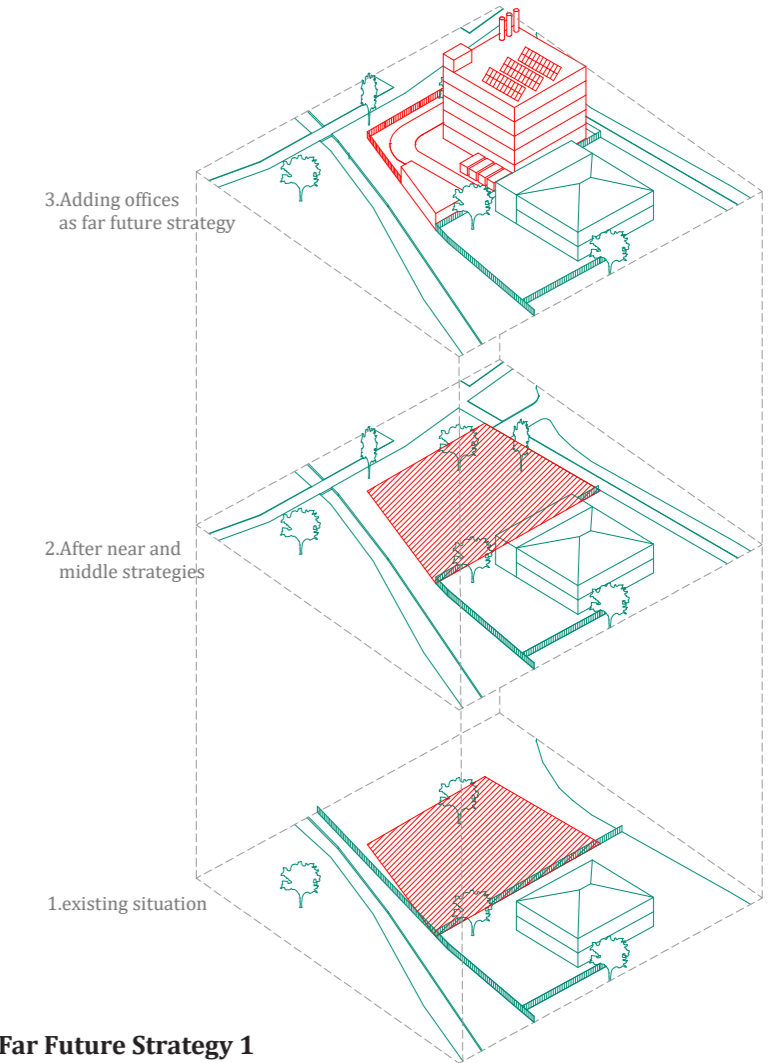 3.Adding offices
as far future strategy
2.After near and
middle strategies
1.existing situation
Far Future Strategy 1